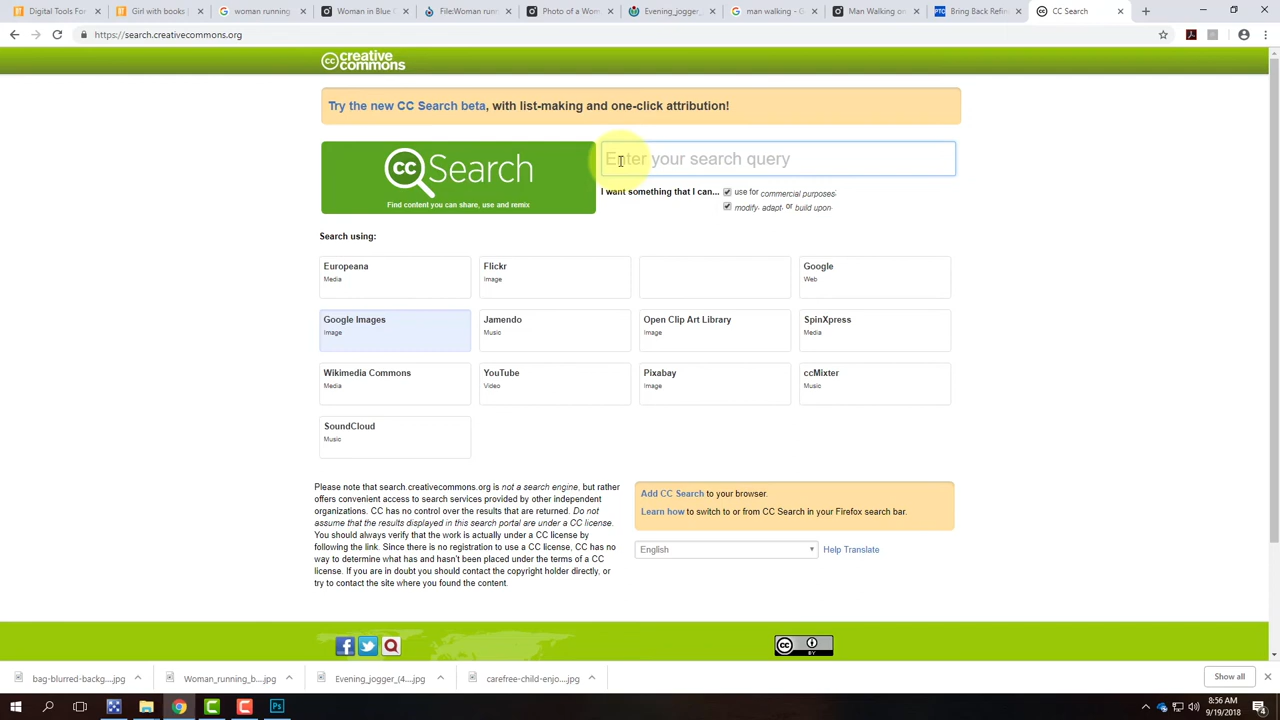 Digital Tools For
Girl with books
woman running
Woman in Blue
File:Woman runn
Photo of a Wom
Evening_jogger_
man walking - G
Man Walking on
Bring Back Refin
CC Search
https://search.creativecommons.org
creative
commons
Try the new CC Search beta, with list-making and one-click attribution!
cc Search
Find content you can share, use and remix
Enter your search query
I want something that I can... use for commercial purposes;
modify, adapt, or build upon.
Search using:
Europeana
Media
Flickr
Image
Google
Web
Google Images
Image
Jamendo
Music
Open Clip Art Library
Image
SpinXpress
Media
Wikimedia Commons
Media
YouTube
Video
Pixabay
Image
ccMixter
Music
SoundCloud
Music
Please note that search.creativecommons.org is not a search engine, but rather
offers convenient access to search services provided by other independent
organizations. CC has no control over the results that are returned. Do not
assume that the results displayed in this search portal are under a CC license.
You should always verify that the work is actually under a CC license by
following the link. Since there is no registration to use a CC license, CC has no
way to determine what has and hasn't been placed under the terms of a CC
license. If you are in doubt you should contact the copyright holder directly, or
try to contact the site where you found the content.
Add CC Search to your browser.
Learn how to switch to or from CC Search in your Firefox search bar.
English
Help Translate
cc BY
bag-blurred-backg....jpg
Woman_running_b....jpg
Evening_jogger_(4....jpg
carefree-child-enjo....jpg
Show all
8:56 AM
9/19/2018